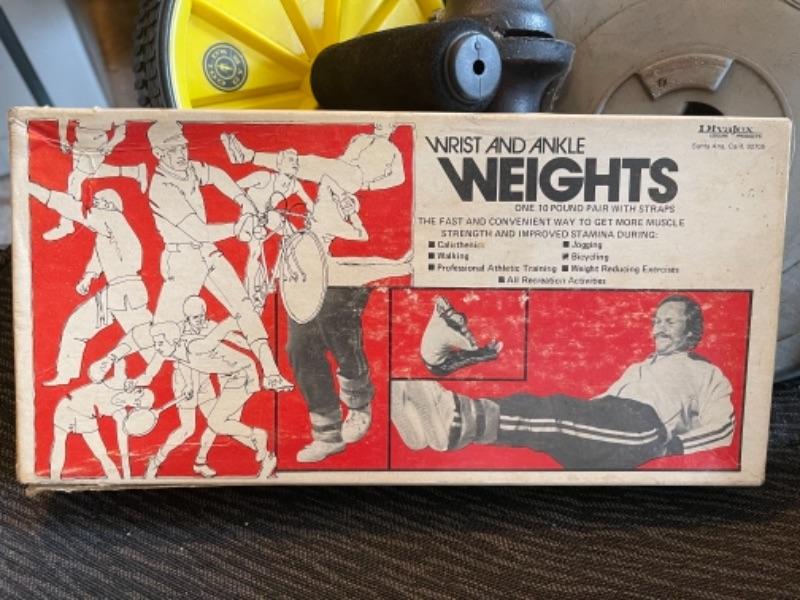 WRIST AND ANKLE
WEIGHTS
ONE 10 POUND PAIR WITH STRAPS
THE FAST AND CONVENIENT WAY TO GET MORE MUSCLE
STRENGTH AND IMPROVED STAMINA DURING:
Calisthenics Jogging
Walking Bicycling
Professional Athletic Training Weight Reducing Exercises
All Recreation Activities
Santa Ana, Calif.
GOLD'S GYM